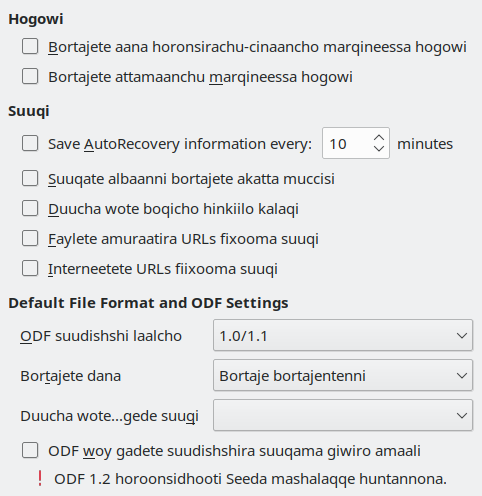 Hogowi
Bortajete aana horonsirachu-cinaancho marqineessa hogowi
Bortajete attamaanchu marqineessa hogowi
Suuqi
Save AutoRecovery information every: 10 minutes
Suuqate albaanni bortajete akatta muccisi
Duucha wote boqicho hinkiilo kalaqi
Faylete amuraatira URLs fixooma suuqi
Interneetete URLs fiixooma suuqi
Default File Format and ODF Settings
ODF suudishshi laalcho 1.0/1.1
Bortajete dana Bortaje bortajentenni
Duucha wote...gede suuqi
ODF woy gadete suudishshira suuqama giwiro amaali
ODF 1.2 horoonsidhooti Seeda mashalaqqe huntannona.